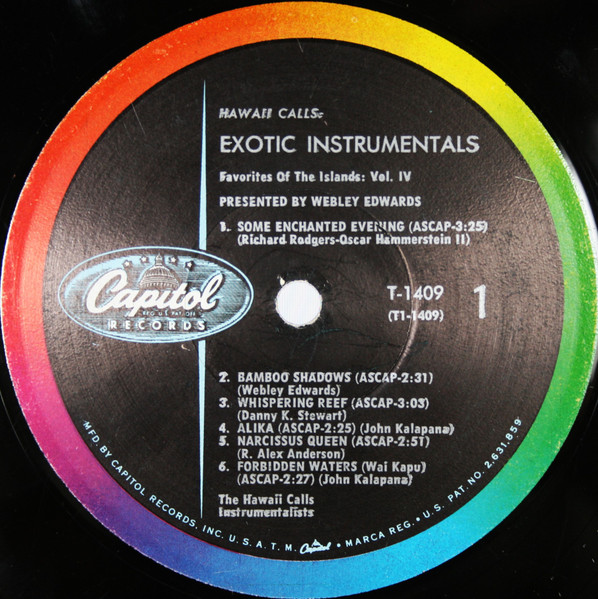 HAWAII CALLS:
EXOTIC INSTRUMENTALS
Favorites Of The Islands: Vol. IV
PRESENTED BY WEBLEY EDWARDS
1. SOME ENCHANTED EVENING (ASCAP-3:25)
(Richard Rodgers-Oscar Hammerstein II)
Capitol
REG. U.S. PAT. OFF.
RECORDS
T-1409
(T1-1409)
1
2. BAMBOO SHADOWS (ASCAP-2:31)
(Webley Edwards)
3. WHISPERING REEF (ASCAP-3:03)
(Danny K. Stewart)
4. ALIKA (ASCAP-2:25) (John Kalapana)
5. NARCISSUS QUEEN (ASCAP-2:51)
(R. Alex Anderson)
6. FORBIDDEN WATERS (Wai Kapu)
(ASCAP-2:27) (John Kalapana)
The Hawaii Calls
Instrumentalists
MFD. BY CAPITOL RECORDS, INC. U.S.A. T.M. Capitol • MARCA REG. • U.S. PAT. NO. 2,631,859